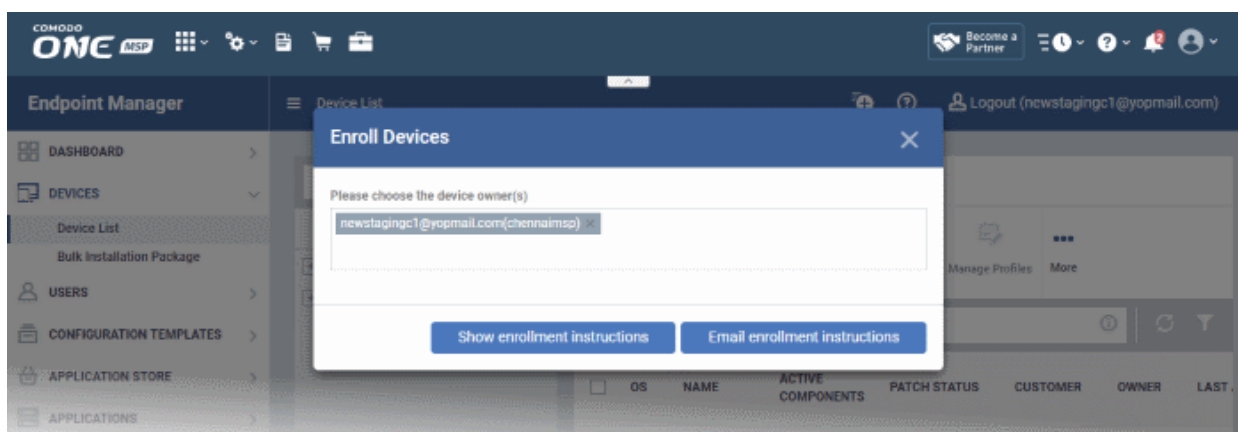 COMODO
ONE MSP
Become a
Partner
2
Endpoint Manager
Device List
Logout (newstagingc1@yopmail.com)
Enroll Devices
DASHBOARD
DEVICES
Please choose the device owner(s)
newstagingc1@yopmail.com(chennaimsp)
Device List
Bulk Installation Package
Manage Profiles
More
USERS
CONFIGURATION TEMPLATES
Show enrollment instructions
Email enrollment instructions
APPLICATION STORE
OS
NAME
ACTIVE
COMPONENTS
PATCH STATUS
CUSTOMER
OWNER
LAST
APPLICATIONS